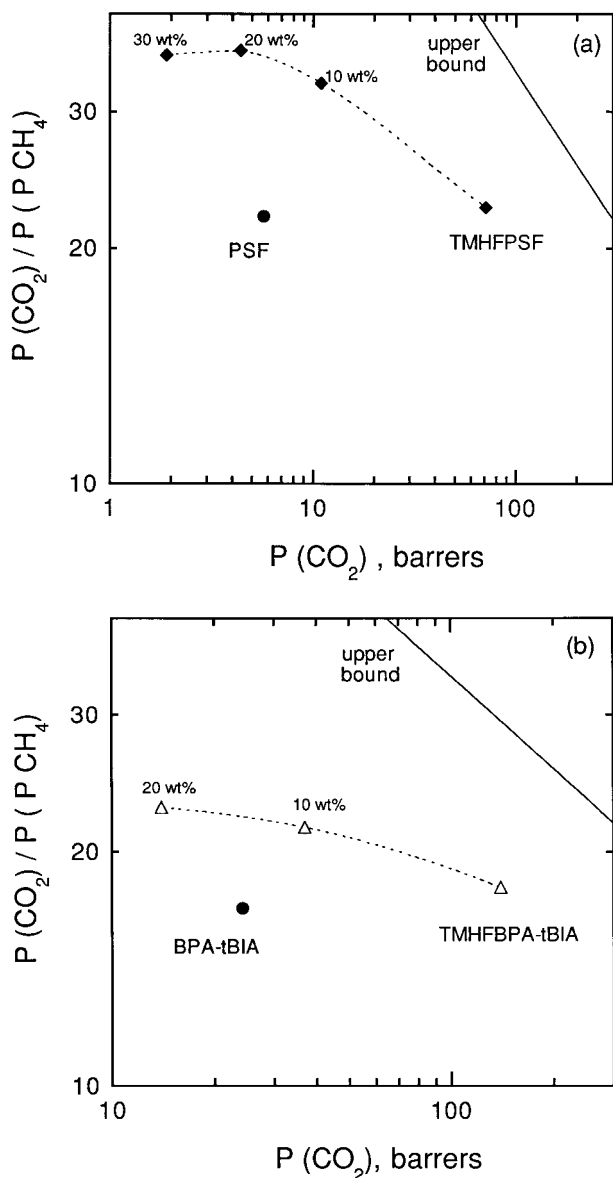 (a)
upper
bound
30 wt%
20 wt%
10 wt%
30
20
10
PSF
TMHFPSF
P (CO₂) / P ( P CH₄)
1
10
100
P (CO₂) , barrers
(b)
upper
bound
30
20 wt%
10 wt%
20
BPA-tBIA
TMHFBPA-tBIA
P (CO₂) / P ( P CH₄)
10
10
100
P (CO₂), barrers